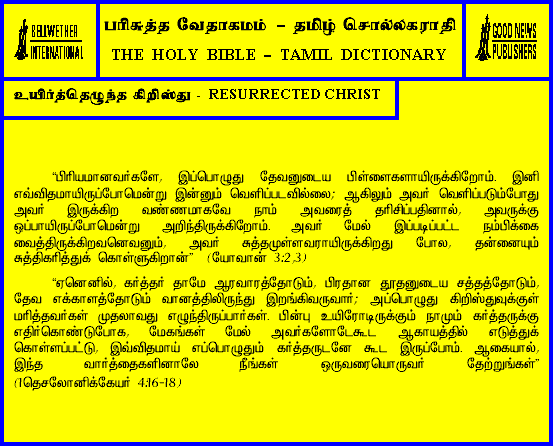 BELLWETHER
INTERNATIONAL
பரிசுத்த வேதாகமம் – தமிழ் சொல்லகராதி
THE HOLY BIBLE – TAMIL DICTIONARY
GOOD NEWS
PUBLISHERS
உயிர்த்தெழுந்த கிறிஸ்து - RESURRECTED CHRIST
“பிரியமானவர்களே, இப்பொழுது தேவனுடைய பிள்ளைகளாயிருக்கிறோம். இனி
எவ்விதமாயிருப்போமென்று இன்னும் வெளிப்படவில்லை; ஆகிலும் அவர் வெளிப்படும்போது
அவர் இருக்கிற வண்ணமாகவே நாம் அவரைத் தரிசிப்பதினால், அவருக்கு
ஒப்பாயிருப்போமென்று அறிந்திருக்கிறோம். அவர் மேல் இப்படிப்பட்ட நம்பிக்கை
வைத்திருக்கிறவனெவனும், அவர் சுத்தமுள்ளவராயிருக்கிறது போல, தன்னையும்
சுத்திகரித்துக் கொள்ளுகிறான்” (யோவான் 3:2,3)
“ஏனெனில், கர்த்தர் தாமே ஆரவாரத்தோடும், பிரதான தூதனுடைய சத்தத்தோடும்,
தேவ எக்காளத்தோடும் வானத்திலிருந்து இறங்கிவருவார்; அப்பொழுது கிறிஸ்துவுக்குள்
மரித்தவர்கள் முதலாவது எழுந்திருப்பார்கள். பின்பு உயிரோடிருக்கும் நாமும் கர்த்தருக்கு
எதிர்கொண்டுபோக, மேகங்கள் மேல் அவர்களோடேகூட ஆகாயத்தில் எடுத்துக்
கொள்ளப்பட்டு, இவ்விதமாய் எப்பொழுதும் கர்த்தருடனே கூட இருப்போம். ஆகையால்,
இந்த வார்த்தைகளினாலே நீங்கள் ஒருவரையொருவர் தேற்றுங்கள்”
(1தெசலோனிக்கேயர் 4:16-18)